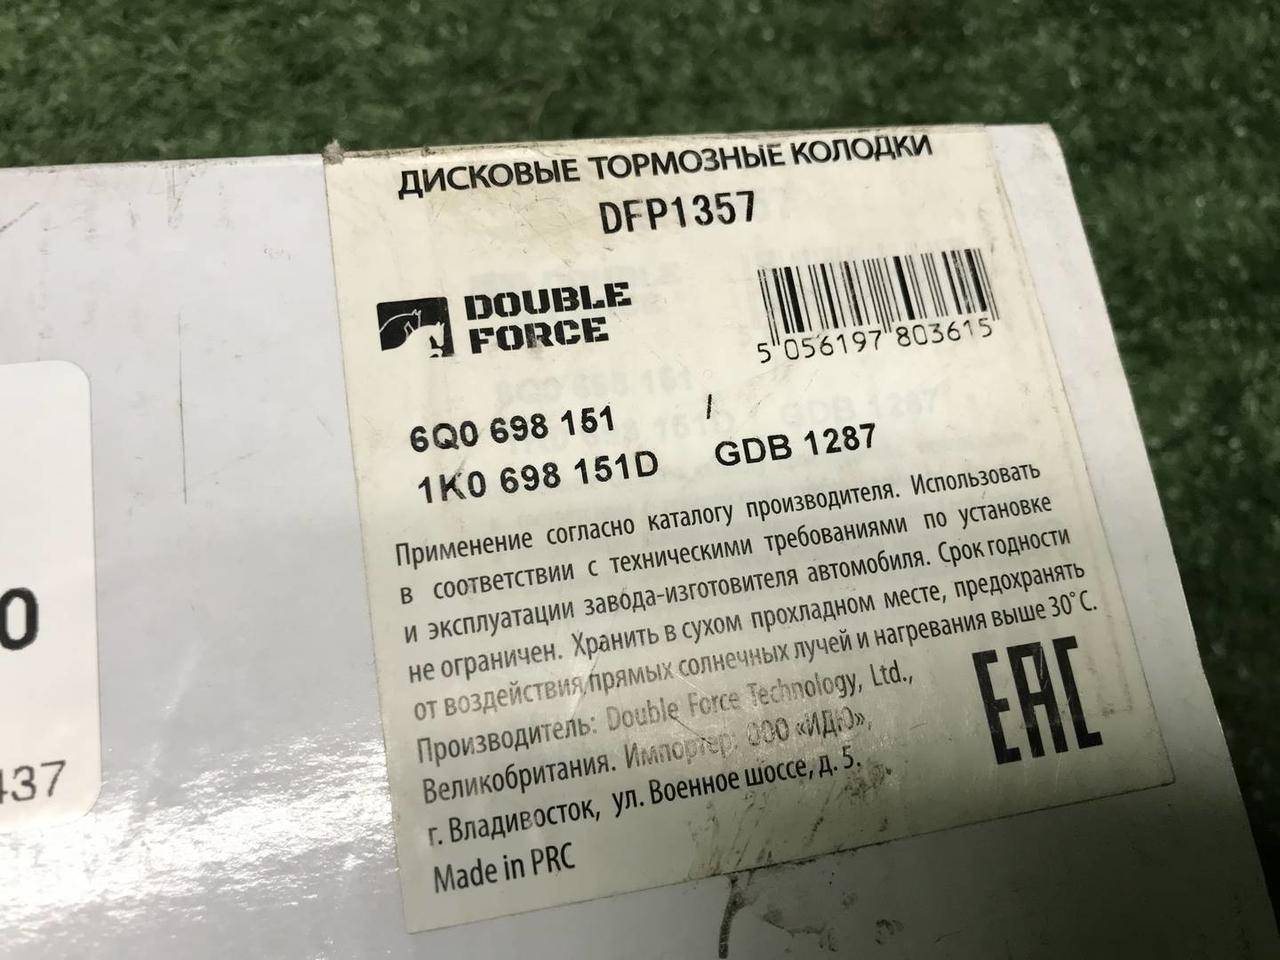 ДИСКОВЫЕ ТОРМОЗНЫЕ КОЛОДКИ
DFP1357
DOUBLE
FORCE
5 056197 803615
6Q0 698 151 /
1K0 698 151D GDB 1287
Применение согласно каталогу производителя. Использовать
в соответствии с техническими требованиями по установке
и эксплуатации завода-изготовителя автомобиля. Срок годности
не ограничен. Хранить в сухом прохладном месте, предохранять
от воздействия прямых солнечных лучей и нагревания выше 30°С.
Производитель: Double Force Technology, Ltd.,
Великобритания. Импортер: ООО «ИДЮ»,
г. Владивосток, ул. Военное шоссе, д. 5.
Made in PRC
EAC
0
437